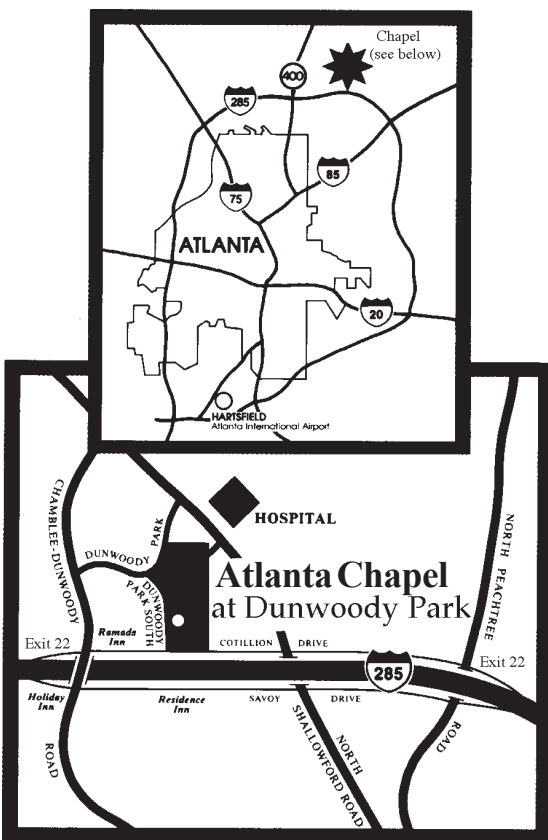 Chapel
(see below)
400
285
85
75
ATLANTA
20
HARTSFIELD
Atlanta International Airport
CHAMBLEE-DUNWOODY
ROAD
DUNWOODY
PARK
DUNWOODY
PARK SOUTH
HOSPITAL
NORTH PEACHTREE
ROAD
Atlanta Chapel
at Dunwoody Park
Ramada
Inn
COTILLION DRIVE
Exit 22
Exit 22
285
Holiday
Inn
Residence
Inn
SAVOY DRIVE
NORTH
SHALLOWFORD ROAD